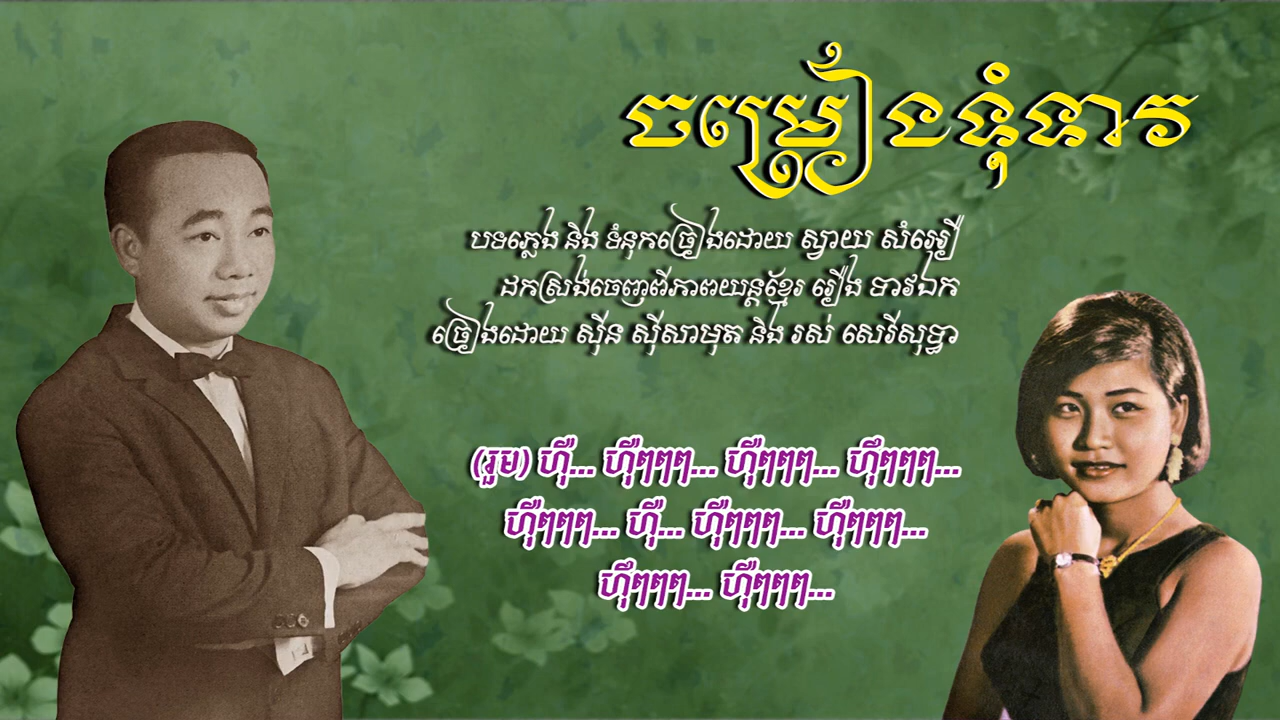 ចម្រៀងទុំទាវ
បទភ្លេង និង ទំនុកច្រៀងដោយ ស្វាយ សំអឿ
ដកស្រង់ចេញពីភាពយន្តខ្មែរ រឿង ទាវឯក
ច្រៀងដោយ ស៊ីន ស៊ីសាមុត និង រស់ សេរីសុទ្ធា
(រួម) ហ៊ឺ... ហ៊ឺៗៗៗ... ហ៊ឺៗៗៗ... ហ៊ឺៗៗៗ...
ហ៊ឺៗៗៗ... ហ៊ឺ... ហ៊ឺៗៗៗ... ហ៊ឺៗៗៗ...
ហ៊ឺៗៗៗ... ហ៊ឺៗៗៗ...